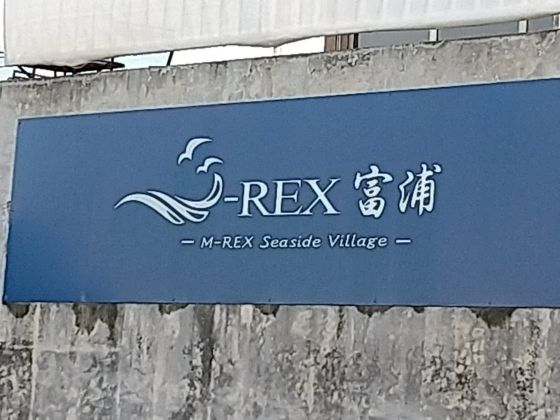 M-REX 富浦
— M-REX Seaside Village —